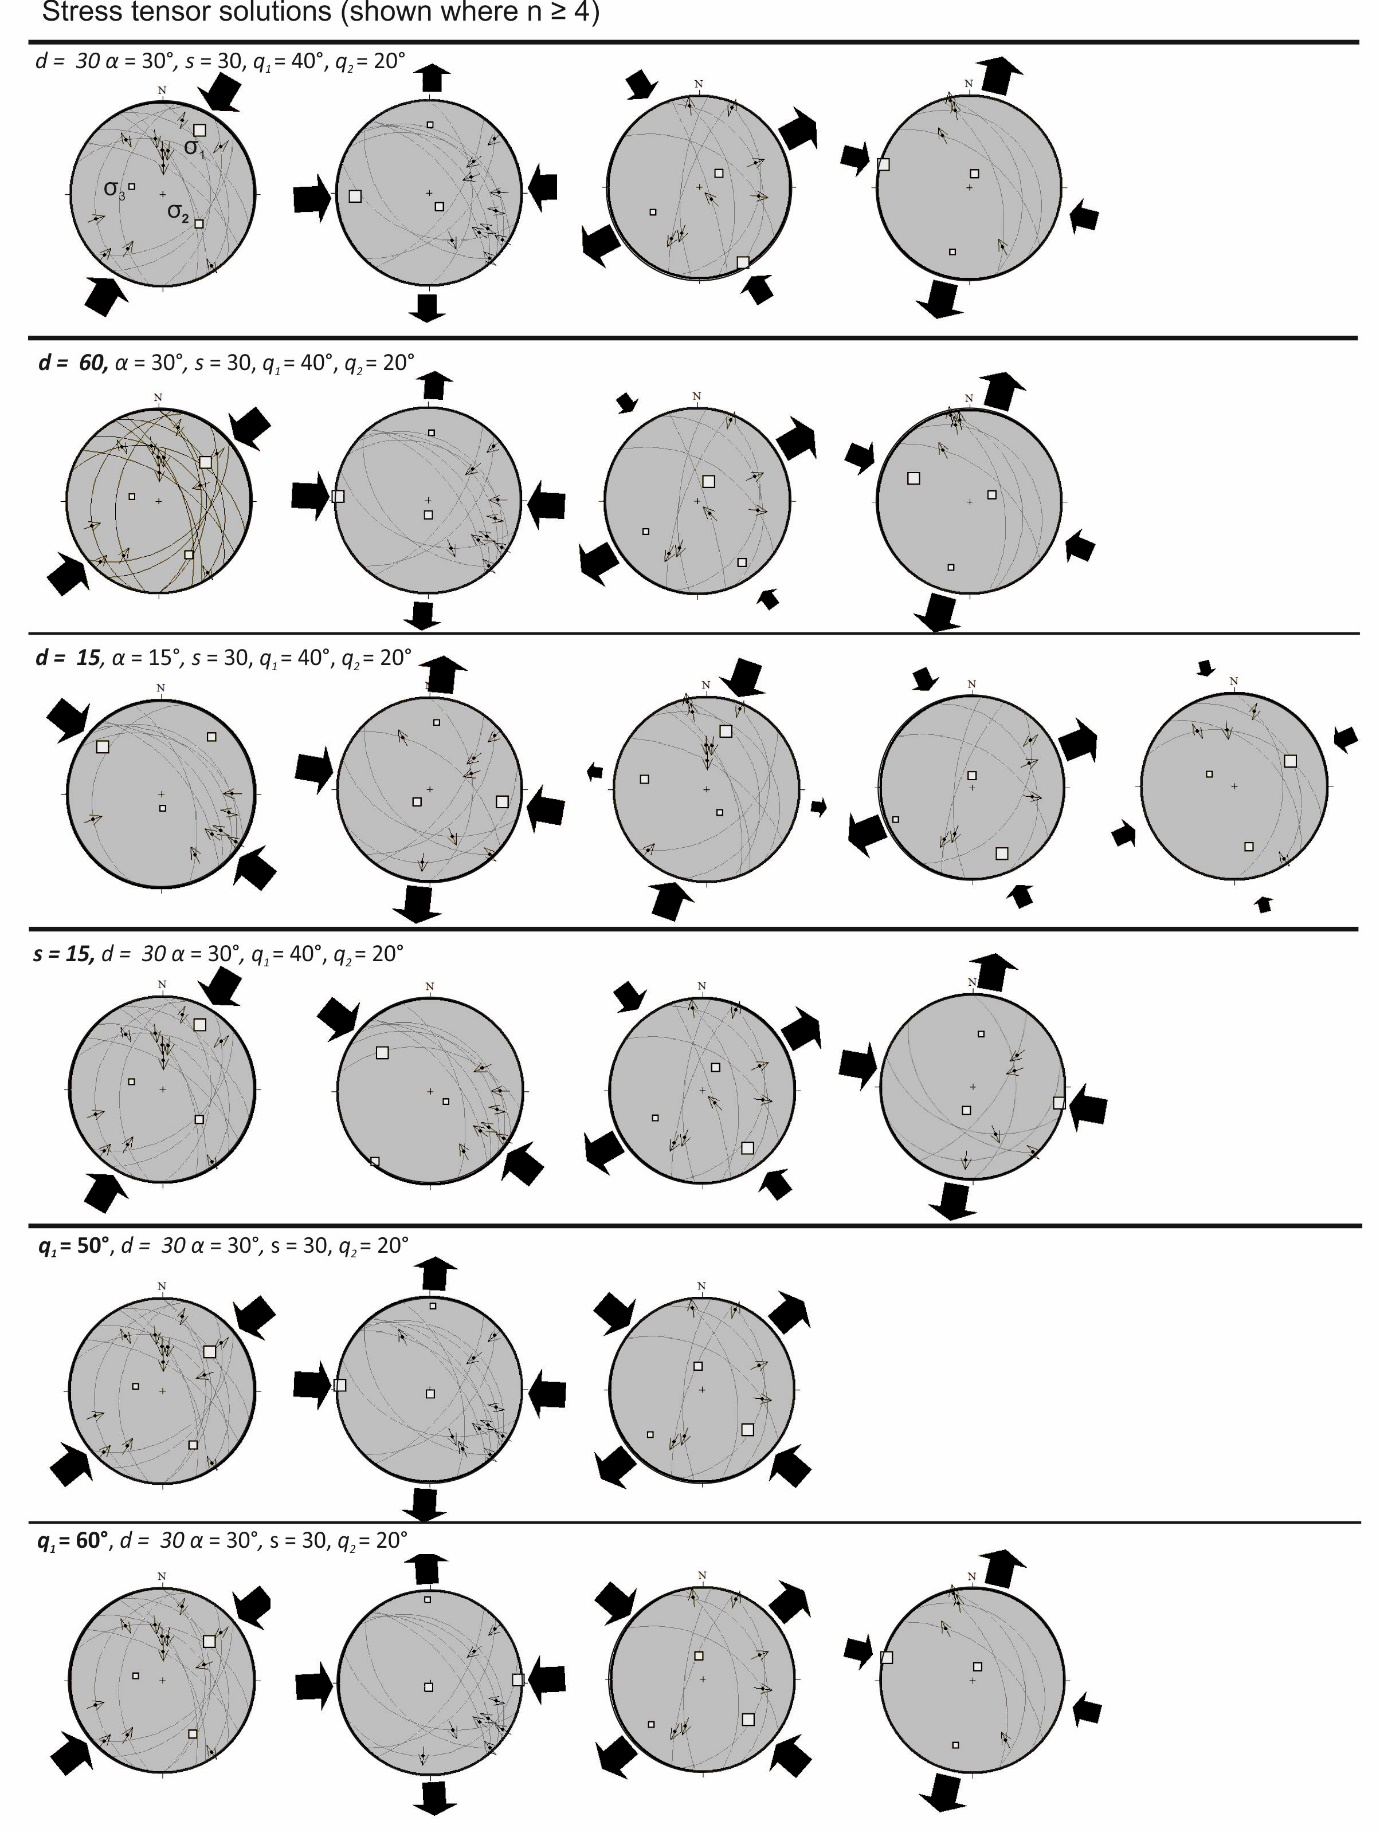 Stress tensor solutions (shown where n ≥ 4)
d = 30 α = 30°, s = 30, q₁ = 40°, q₂ = 20°
N N N N
σ₁
σ₃
σ₂
d = 60, α = 30°, s = 30, q₁ = 40°, q₂ = 20°
N N N N
d = 15, α = 15°, s = 30, q₁ = 40°, q₂ = 20°
N N N N N
s = 15, d = 30 α = 30°, q₁ = 40°, q₂ = 20°
N N N N
q₁ = 50°, d = 30 α = 30°, s = 30, q₂ = 20°
N N
q₁ = 60°, d = 30 α = 30°, s = 30, q₂ = 20°
N N N